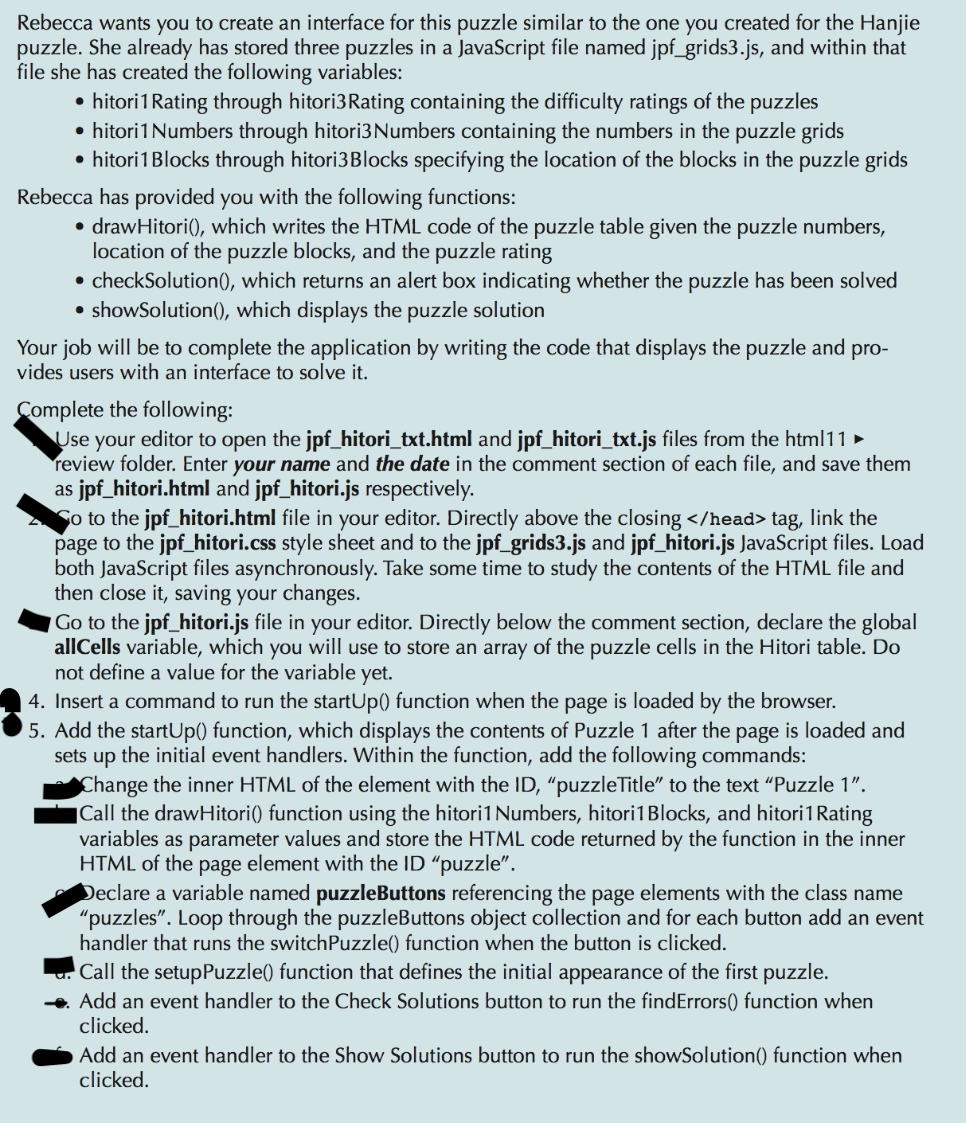 Rebecca wants you to create an interface for this puzzle similar to the one you created for the Hanjie
puzzle. She already has stored three puzzles in a JavaScript file named jpf_grids3.js, and within that
file she has created the following variables:
• hitori1Rating through hitori3Rating containing the difficulty ratings of the puzzles
• hitori1Numbers through hitori3Numbers containing the numbers in the puzzle grids
• hitori1Blocks through hitori3Blocks specifying the location of the blocks in the puzzle grids
Rebecca has provided you with the following functions:
• drawHitori(), which writes the HTML code of the puzzle table given the puzzle numbers,
location of the puzzle blocks, and the puzzle rating
• checkSolution(), which returns an alert box indicating whether the puzzle has been solved
• showSolution(), which displays the puzzle solution
Your job will be to complete the application by writing the code that displays the puzzle and pro-
vides users with an interface to solve it.
Complete the following:
Use your editor to open the jpf_hitori_txt.html and jpf_hitori_txt.js files from the html11 ▸
review folder. Enter your name and the date in the comment section of each file, and save them
as jpf_hitori.html and jpf_hitori.js respectively.
Go to the jpf_hitori.html file in your editor. Directly above the closing </head> tag, link the
page to the jpf_hitori.css style sheet and to the jpf_grids3.js and jpf_hitori.js JavaScript files. Load
both JavaScript files asynchronously. Take some time to study the contents of the HTML file and
then close it, saving your changes.
Go to the jpf_hitori.js file in your editor. Directly below the comment section, declare the global
allCells variable, which you will use to store an array of the puzzle cells in the Hitori table. Do
not define a value for the variable yet.
4. Insert a command to run the startUp() function when the page is loaded by the browser.
5. Add the startUp() function, which displays the contents of Puzzle 1 after the page is loaded and
sets up the initial event handlers. Within the function, add the following commands:
Change the inner HTML of the element with the ID, “puzzleTitle” to the text “Puzzle 1”.
Call the drawHitori() function using the hitori1Numbers, hitori1Blocks, and hitori1Rating
variables as parameter values and store the HTML code returned by the function in the inner
HTML of the page element with the ID “puzzle”.
Declare a variable named puzzleButtons referencing the page elements with the class name
“puzzles”. Loop through the puzzleButtons object collection and for each button add an event
handler that runs the switchPuzzle() function when the button is clicked.
Call the setupPuzzle() function that defines the initial appearance of the first puzzle.
Add an event handler to the Check Solutions button to run the findErrors() function when
clicked.
Add an event handler to the Show Solutions button to run the showSolution() function when
clicked.